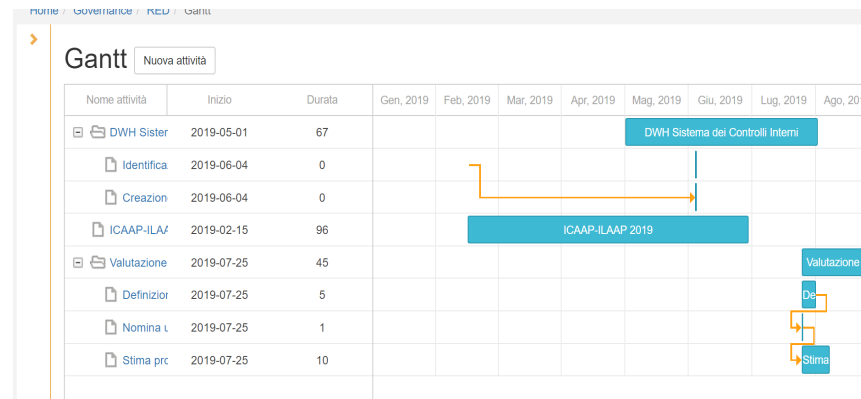 Home / Governance / RED / Gantt
Gantt Nuova attività
Nome attività Inizio Durata Gen, 2019 Feb, 2019 Mar, 2019 Apr, 2019 Mag, 2019 Giu, 2019 Lug, 2019 Ago, 20
DWH Sister 2019-05-01 67 DWH Sistema dei Controlli Interni
Identifica 2019-06-04 0
Creazion 2019-06-04 0
ICAAP-ILAA 2019-02-15 96 ICAAP-ILAAP 2019
Valutazione 2019-07-25 45 Valutazione
Definizior 2019-07-25 5 De
Nomina u 2019-07-25 1
Stima pro 2019-07-25 10 Stima